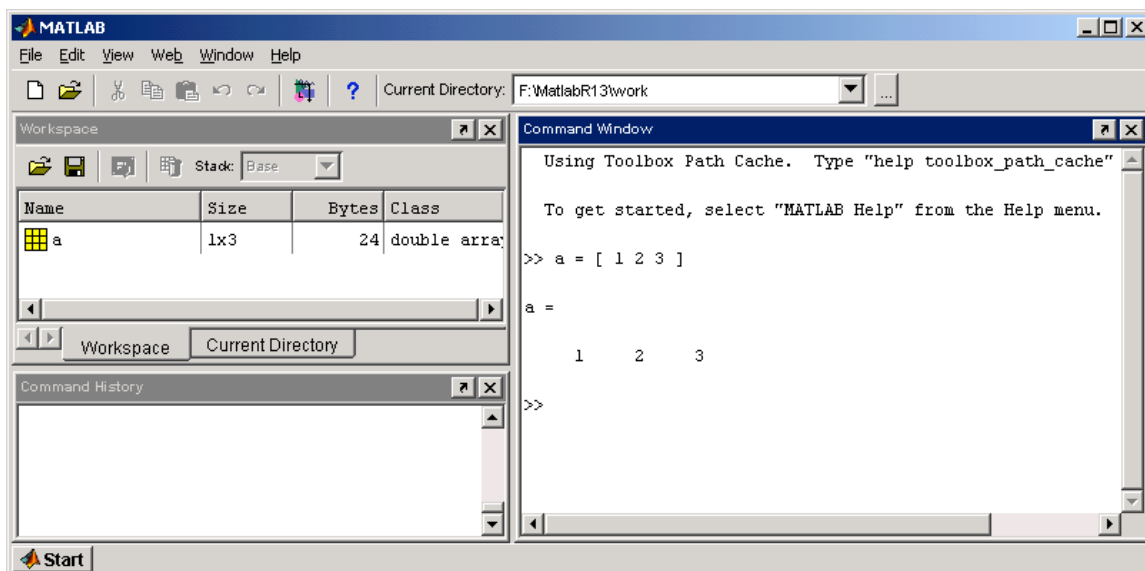 MATLAB
File Edit View Web Window Help
Current Directory: F:\MatlabR13\work ...
Workspace
Stack: Base
Name Size Bytes Class
a 1x3 24 double array
Workspace Current Directory
Command History
Command Window
Using Toolbox Path Cache. Type "help toolbox_path_cache"
To get started, select "MATLAB Help" from the Help menu.
>> a = [ 1 2 3 ]
a =
1 2 3
>>
Start